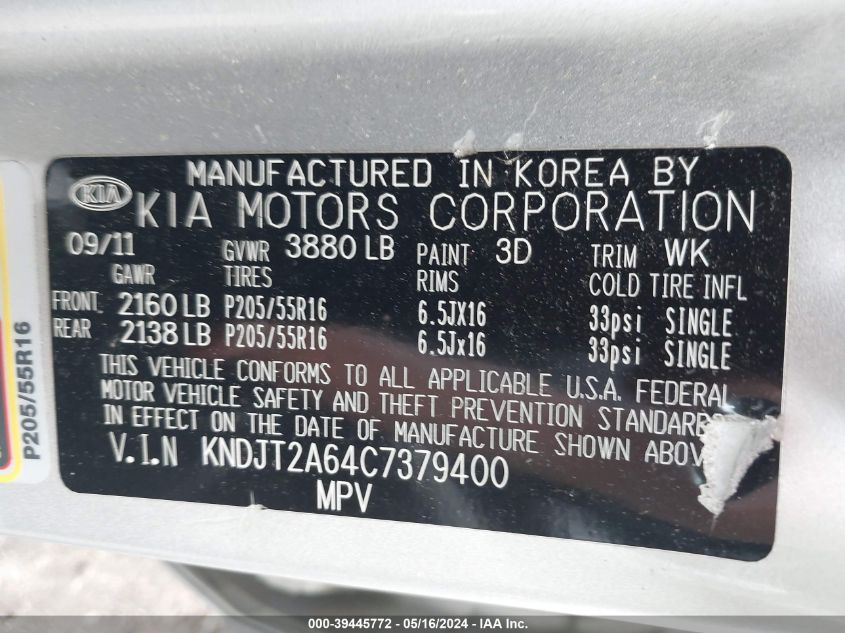 MANUFACTURED IN KOREA BY
KIA KIA MOTORS CORPORATION
09/11 GVWR 3880 LB PAINT 3D TRIM WK
GAWR TIRES RIMS COLD TIRE INFL
FRONT 2160 LB P205/55R16 6.5JX16 33psi SINGLE
REAR 2138 LB P205/55R16 6.5Jx16 33psi SINGLE
THIS VEHICLE CONFORMS TO ALL APPLICABLE U.S.A. FEDERAL
MOTOR VEHICLE SAFETY AND THEFT PREVENTION STANDARDS
IN EFFECT ON THE DATE OF MANUFACTURE SHOWN ABOVE
V.I.N KNDJT2A64C7379400
MPV
P205/55R16
000-39445772 - 05/16/2024 - © IAA, Inc.